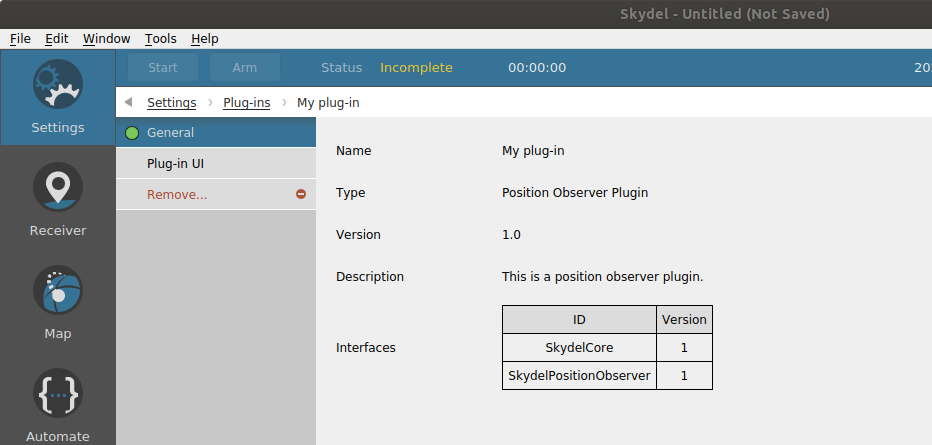 Skydel - Untitled (Not Saved)
File Edit Window Tools Help
Start Arm Status Incomplete 00:00:00 20
Settings › Plug-ins › My plug-in
Settings
Receiver
Map
{...}
Automate
General
Plug-in UI
Remove...
Name My plug-in
Type Position Observer Plugin
Version 1.0
Description This is a position observer plugin.
Interfaces
ID Version
SkydelCore 1
SkydelPositionObserver 1